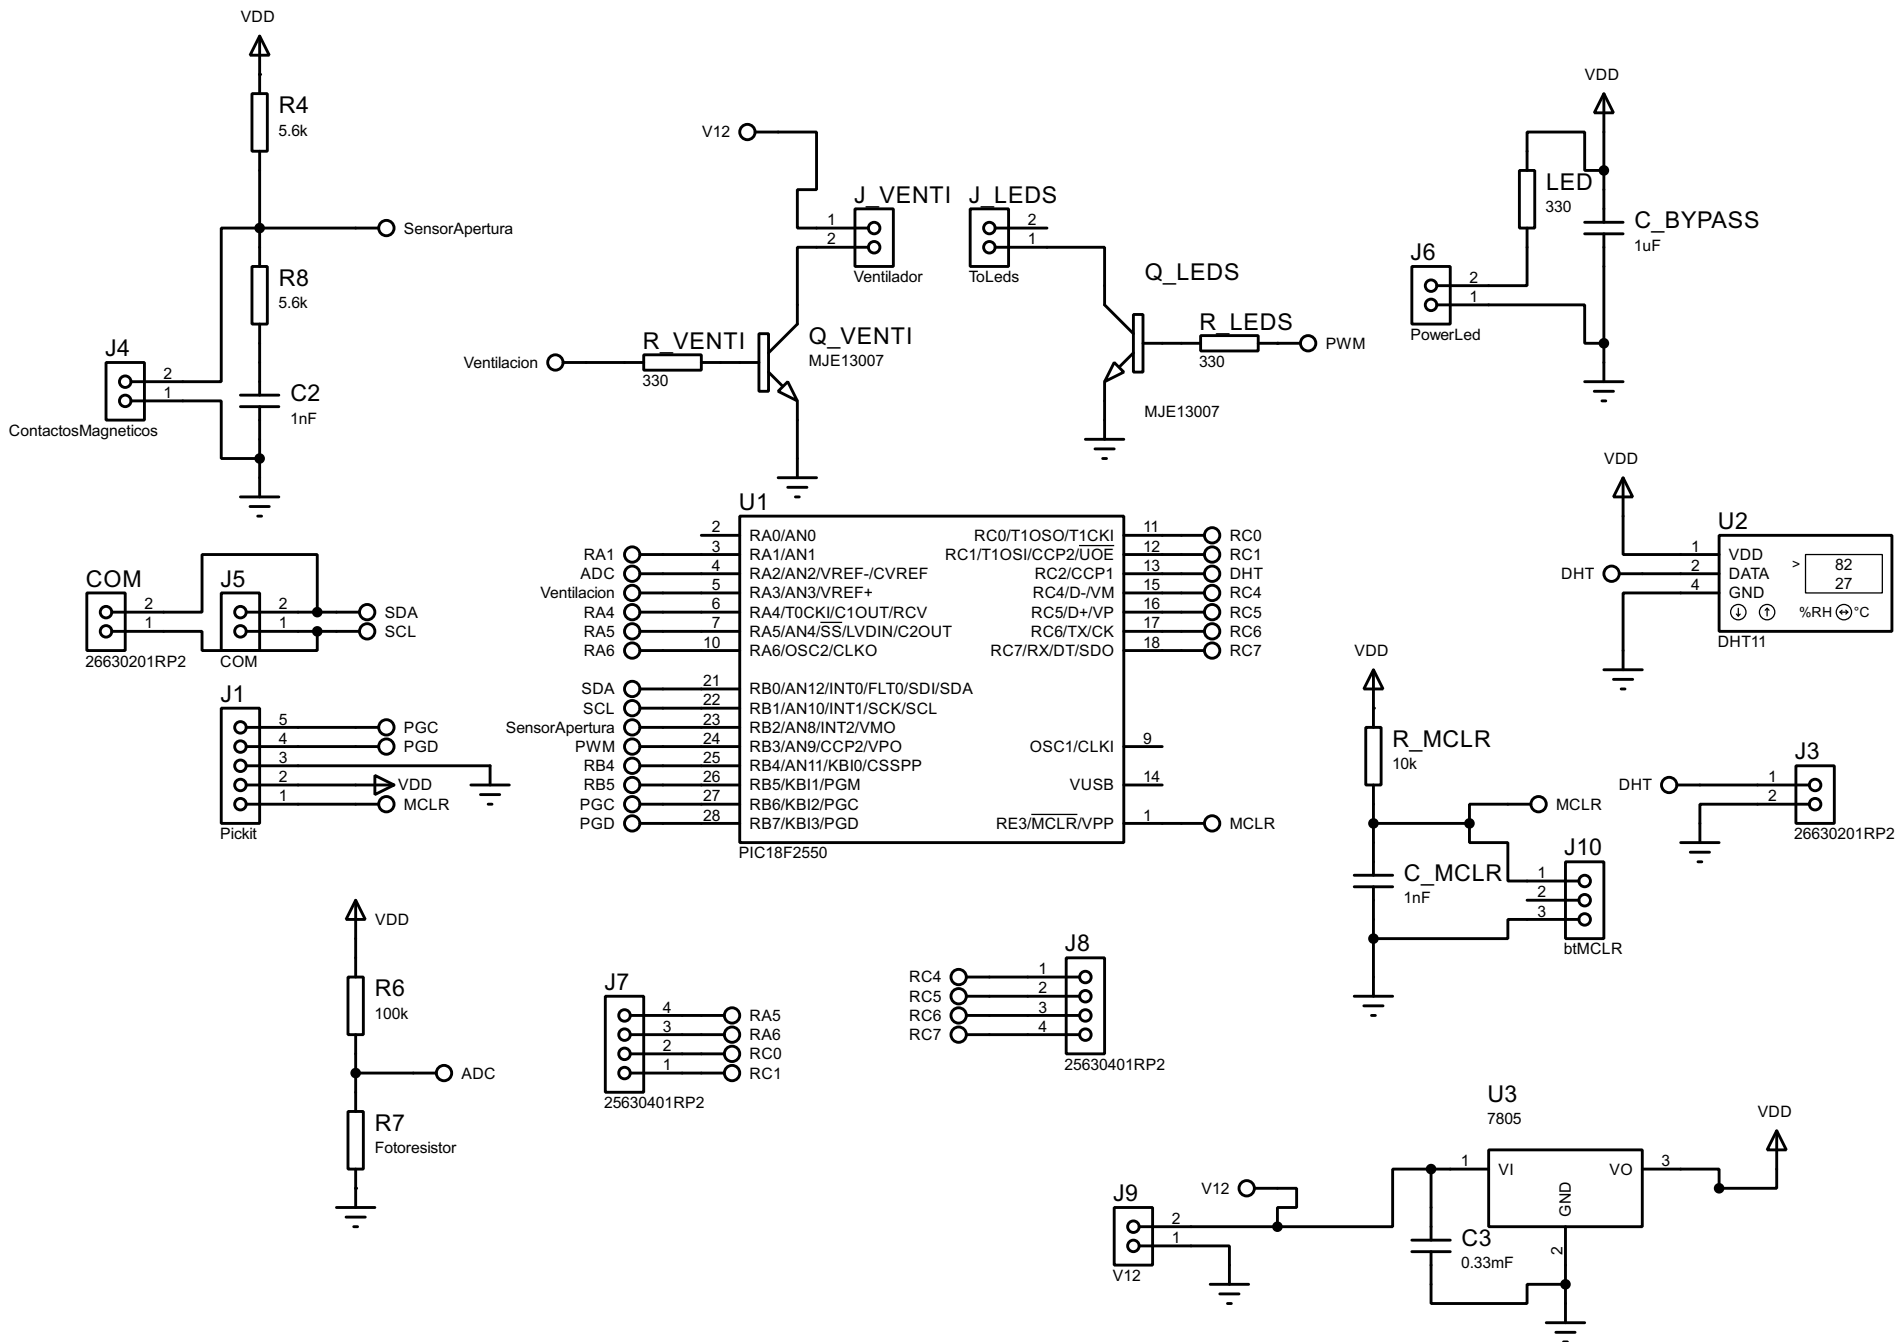 VDD
R4
5.6k
SensorApertura
R8
5.6k
J4
2
1
ContactosMagneticos
C2
1nF
V12
J_VENTI
1
2
Ventilador
J_LEDS
2
1
ToLeds
Ventilacion
R_VENTI
330
Q_VENTI
MJE13007
Q_LEDS
MJE13007
R_LEDS
330
PWM
VDD
LED
330
C_BYPASS
1uF
J6
2
1
PowerLed
COM
2
1
26630201RP2
J5
2
1
COM
SDA
SCL
J1
5 PGC
4 PGD
3
2 VDD
1 MCLR
Pickit
U1
2 RA0/AN0
RA1 3 RA1/AN1
ADC 4 RA2/AN2/VREF-/CVREF
Ventilacion 5 RA3/AN3/VREF+
RA4 6 RA4/T0CKI/C1OUT/RCV
RA5 7 RA5/AN4/SS/LVDIN/C2OUT
RA6 10 RA6/OSC2/CLKO
SDA 21 RB0/AN12/INT0/FLT0/SDI/SDA
SCL 22 RB1/AN10/INT1/SCK/SCL
SensorApertura 23 RB2/AN8/INT2/VMO
PWM 24 RB3/AN9/CCP2/VPO
RB4 25 RB4/AN11/KBI0/CSSPP
RB5 26 RB5/KBI1/PGM
PGC 27 RB6/KBI2/PGC
PGD 28 RB7/KBI3/PGD
RC0/T1OSO/T1CKI 11 RC0
RC1/T1OSI/CCP2/UOE 12 RC1
RC2/CCP1 13 DHT
RC4/D-/VM 15 RC4
RC5/D+/VP 16 RC5
RC6/TX/CK 17 RC6
RC7/RX/DT/SDO 18 RC7
OSC1/CLKI 9
VUSB 14
RE3/MCLR/VPP 1 MCLR
PIC18F2550
VDD
U2
DHT
1 VDD
2 DATA
4 GND
> 82
27
%RH °C
DHT11
VDD
R_MCLR
10k
MCLR
C_MCLR
1nF
J10
1
2
3
btMCLR
DHT
J3
1
2
26630201RP2
VDD
R6
100k
ADC
R7
Fotoresistor
J7
4 RA5
3 RA6
2 RC0
1 RC1
25630401RP2
J8
RC4 1
RC5 2
RC6 3
RC7 4
25630401RP2
J9
2
1
V12
V12
U3
7805
1 VI
VO 3
GND
2
C3
0.33mF
VDD